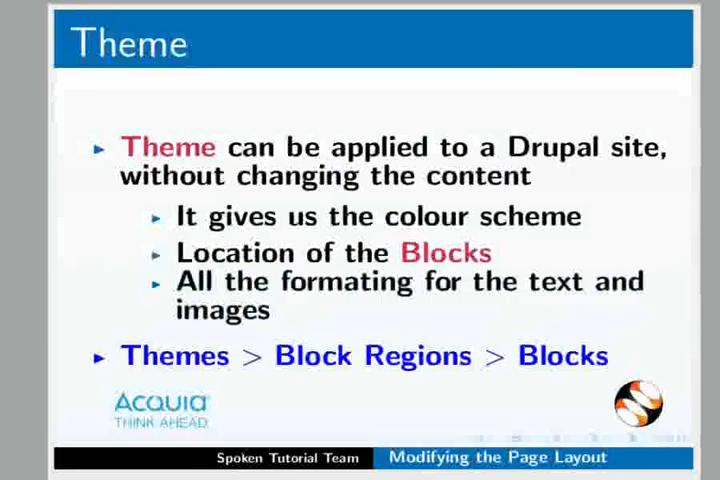 Theme
Theme can be applied to a Drupal site,
without changing the content
It gives us the colour scheme
Location of the Blocks
All the formating for the text and
images
Themes > Block Regions > Blocks
Acquia
THINK AHEAD.
Spoken Tutorial Team
Modifying the Page Layout